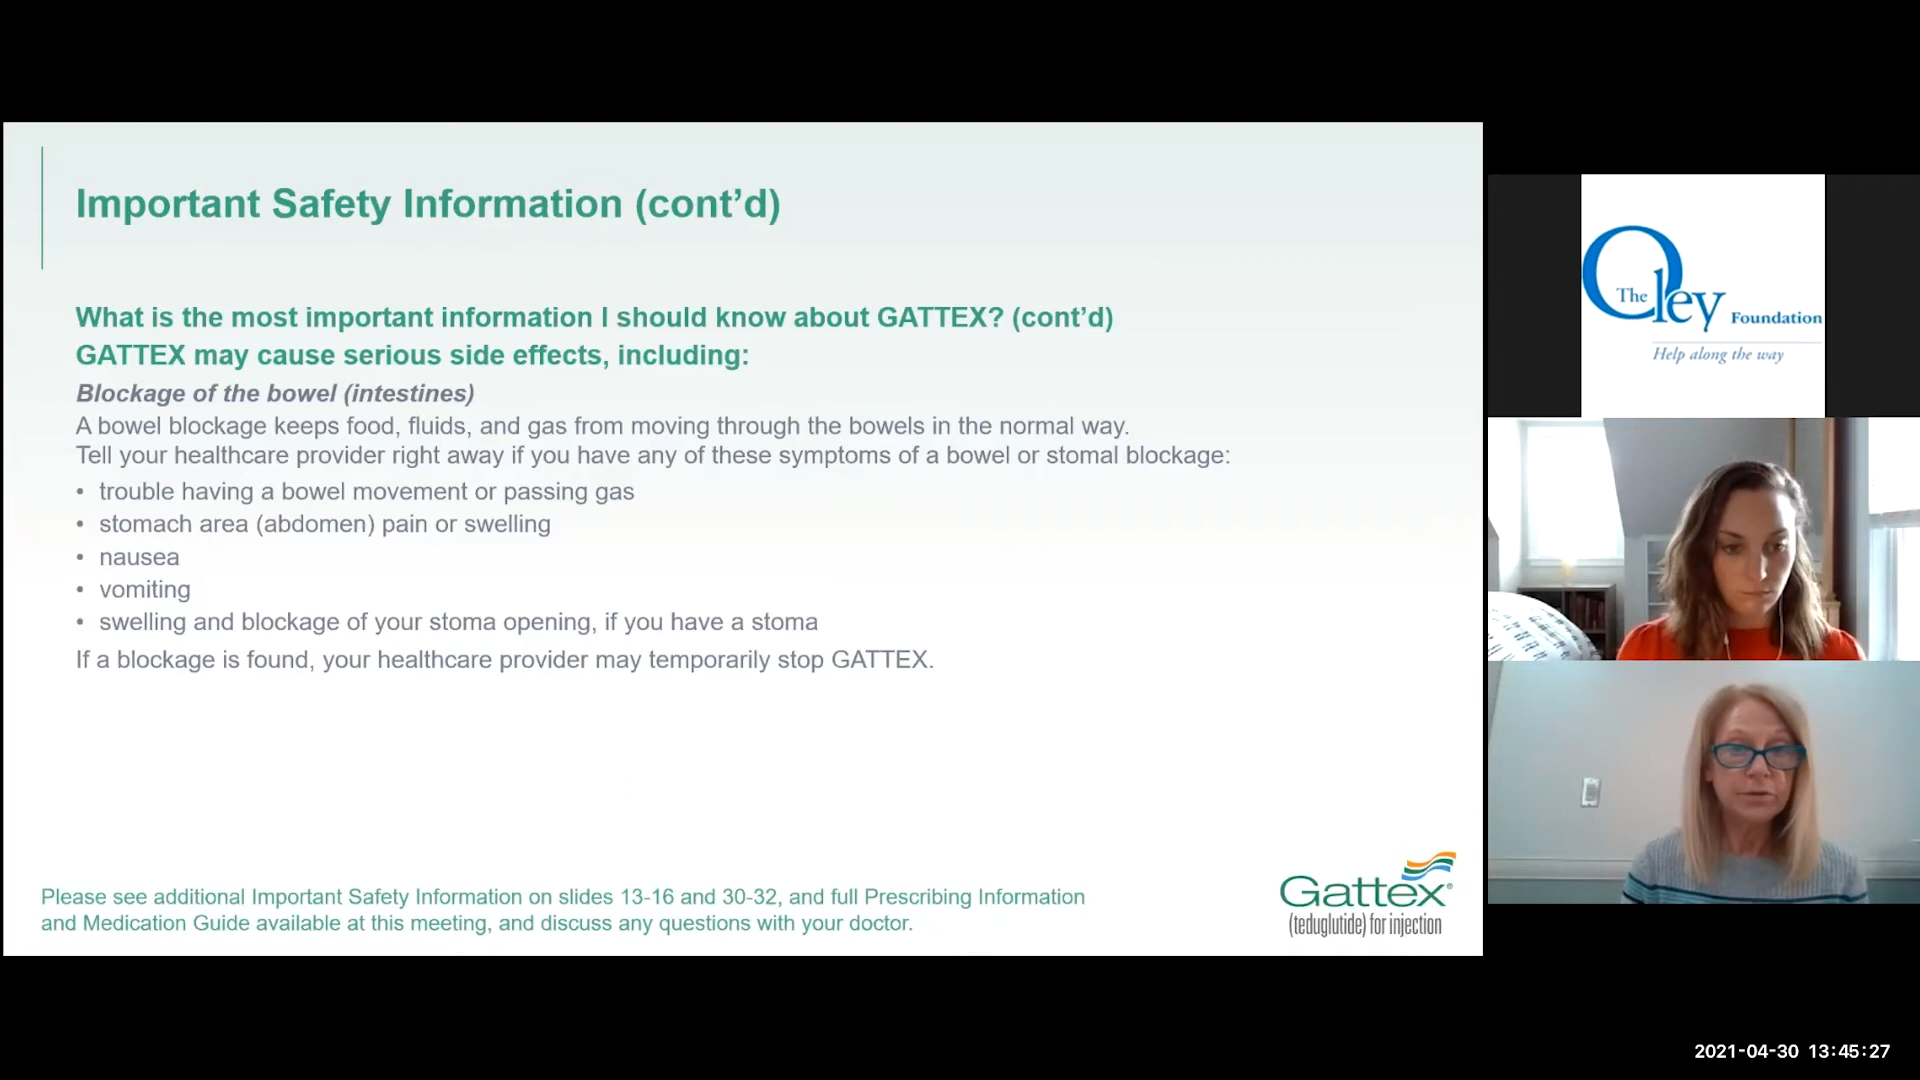 Important Safety Information (cont’d)
What is the most important information I should know about GATTEX? (cont’d)
GATTEX may cause serious side effects, including:
Blockage of the bowel (intestines)
A bowel blockage keeps food, fluids, and gas from moving through the bowels in the normal way.
Tell your healthcare provider right away if you have any of these symptoms of a bowel or stomal blockage:
• trouble having a bowel movement or passing gas
• stomach area (abdomen) pain or swelling
• nausea
• vomiting
• swelling and blockage of your stoma opening, if you have a stoma
If a blockage is found, your healthcare provider may temporarily stop GATTEX.
Please see additional Important Safety Information on slides 13-16 and 30-32, and full Prescribing Information
and Medication Guide available at this meeting, and discuss any questions with your doctor.
Gattex®
(teduglutide) for injection
The Oley Foundation
Help along the way
2021-04-30 13:45:27